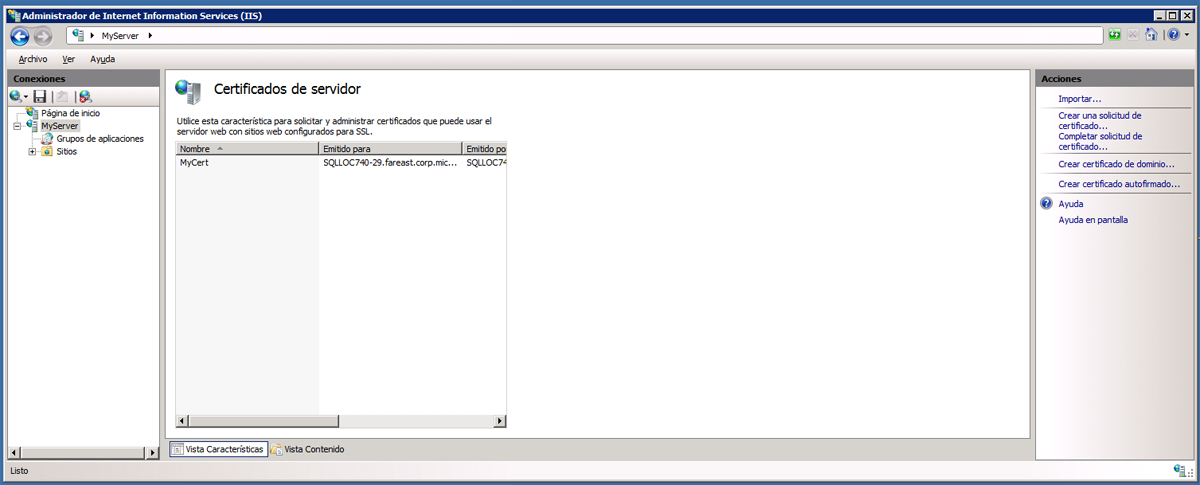 Administrador de Internet Information Services (IIS)
MyServer
Archivo Ver Ayuda
Conexiones
Página de inicio
MyServer
Grupos de aplicaciones
Sitios
Certificados de servidor
Utilice esta característica para solicitar y administrar certificados que puede usar el
servidor web con sitios web configurados para SSL.
Nombre Emitido para Emitido po
MyCert SQLLOC740-29.fareast.corp.mic... SQLLOC74
Vista Características Vista Contenido
Acciones
Importar...
Crear una solicitud de
certificado...
Completar solicitud de
certificado...
Crear certificado de dominio...
Crear certificado autofirmado...
Ayuda
Ayuda en pantalla
Listo